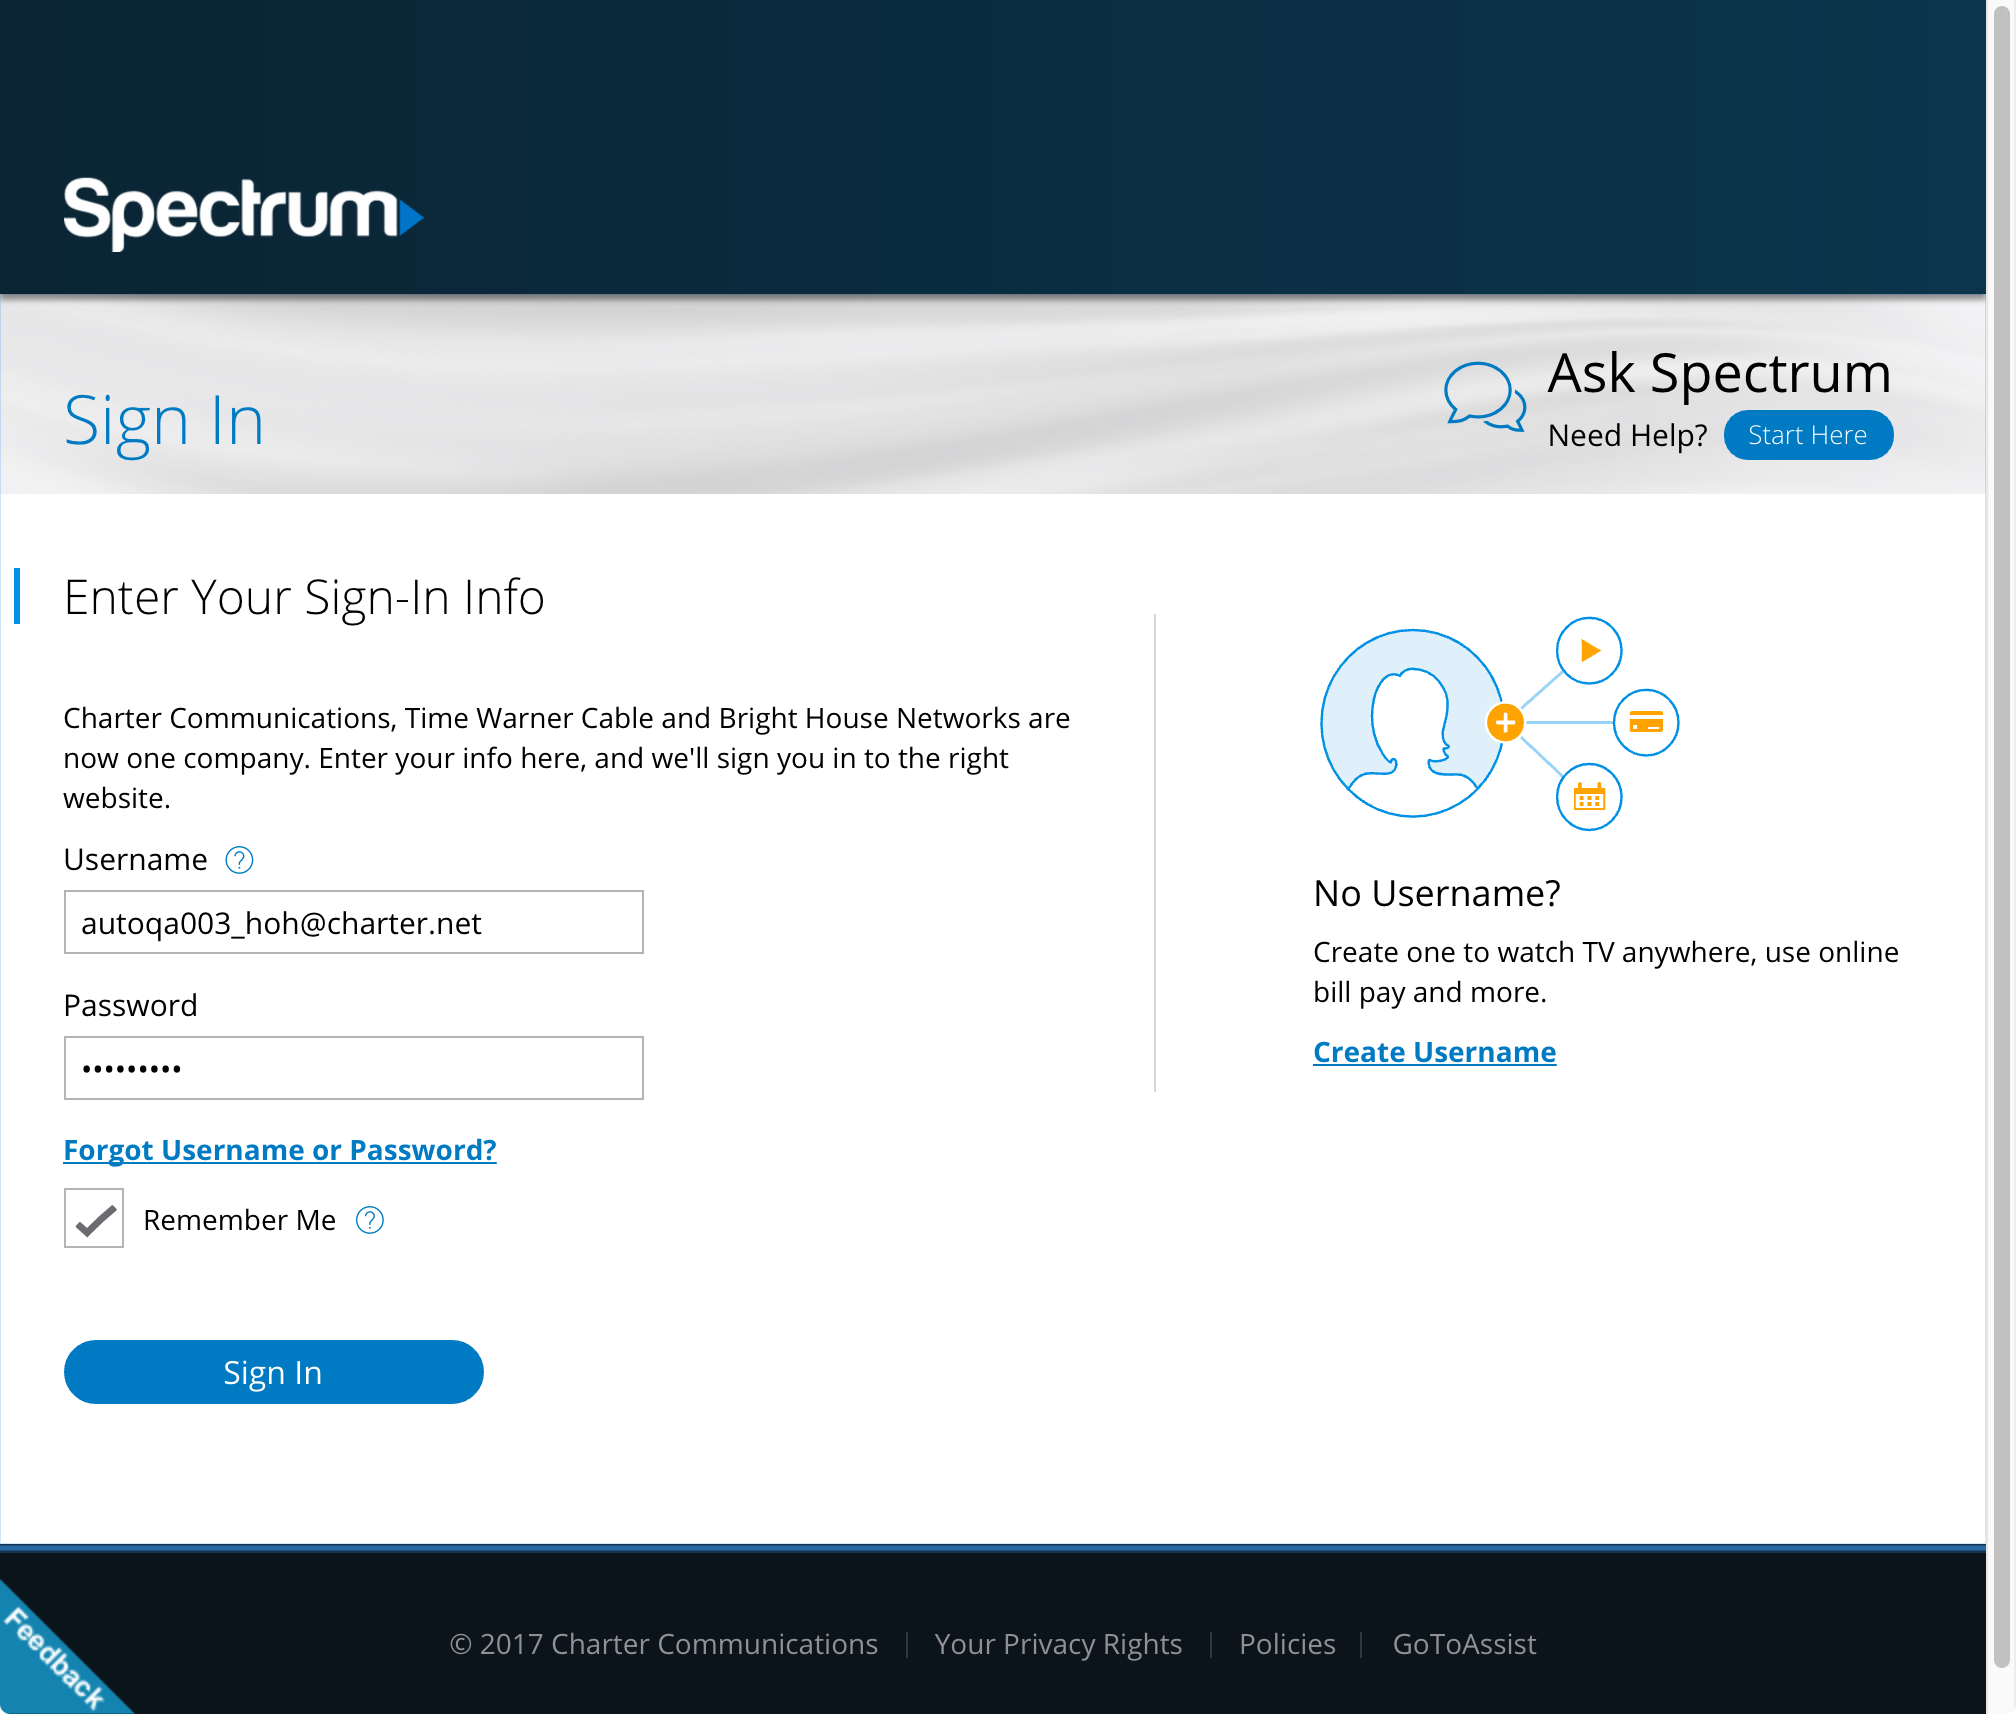 Spectrum
Sign In
Ask Spectrum
Need Help? Start Here
Enter Your Sign-In Info
Charter Communications, Time Warner Cable and Bright House Networks are
now one company. Enter your info here, and we'll sign you in to the right
website.
Username ?
autoqa003_hoh@charter.net
Password
•••••••••
Forgot Username or Password?
Remember Me ?
Sign In
No Username?
Create one to watch TV anywhere, use online
bill pay and more.
Create Username
Feedback
© 2017 Charter Communications | Your Privacy Rights | Policies | GoToAssist